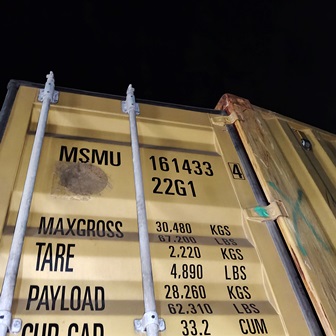 MSMU 161433 4
22G1
MAXGROSS 30.480 KGS
67.200 LBS
TARE 2.220 KGS
4.890 LBS
PAYLOAD 28.260 KGS
62.310 LBS
CUB.CAP. 33.2 CUM